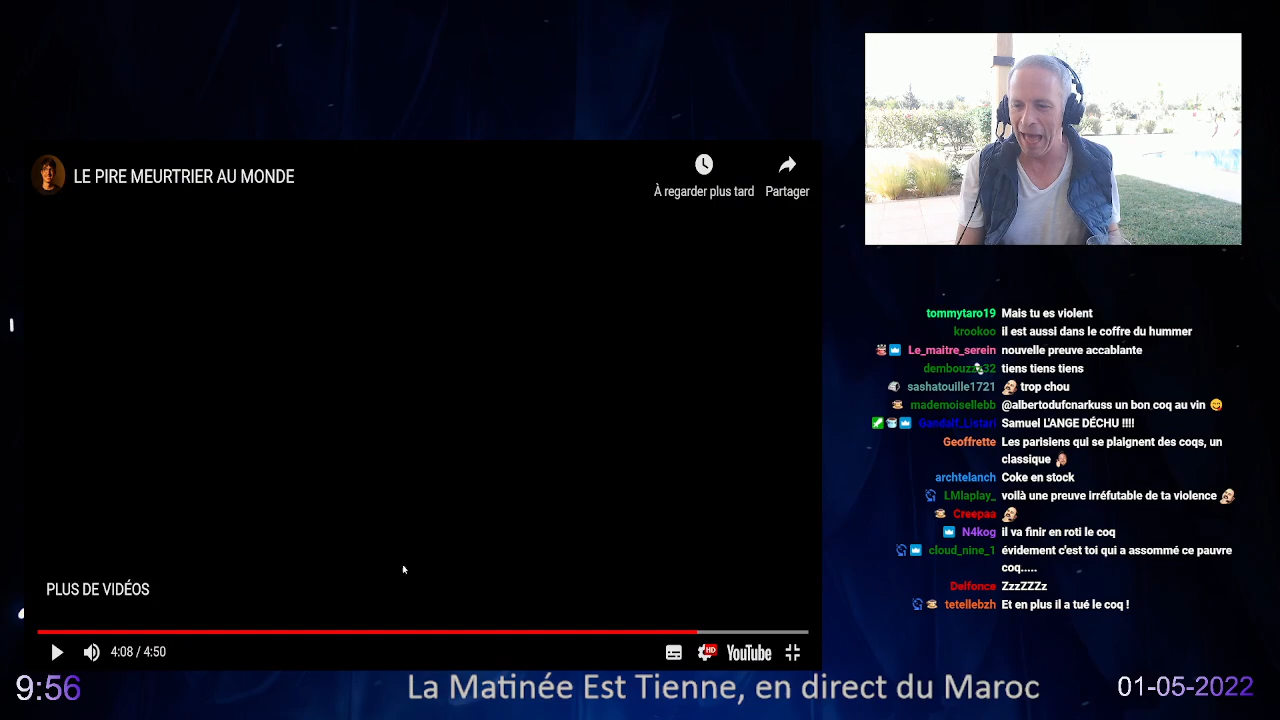 LE PIRE MEURTRIER AU MONDE
À regarder plus tard
Partager
PLUS DE VIDÉOS
4:08 / 4:50
HD
YouTube
tommytaro19 Mais tu es violent
krookoo il est aussi dans le coffre du hummer
Le_maitre_serein nouvelle preuve accablante
tiens tiens tiens
sashatouille1721 trop chou
mademoisellebb @albertodufcnarkuss un bon coq au vin
Gandalf_Listari Samuel L'ANGE DÉCHU !!!!
Geoffrette Les parisiens qui se plaignent des coqs, un
classique
archtelanch Coke en stock
LMlaplay_ voilà une preuve irréfutable de ta violence
Creepaa
N4kog il va finir en roti le coq
cloud_nine_1 évidement c'est toi qui a assommé ce pauvre
coq.....
Delfonce ZzzZZZz
tetellebzh Et en plus il a tué le coq !
9:56
La Matinée Est Tienne, en direct du Maroc
01-05-2022